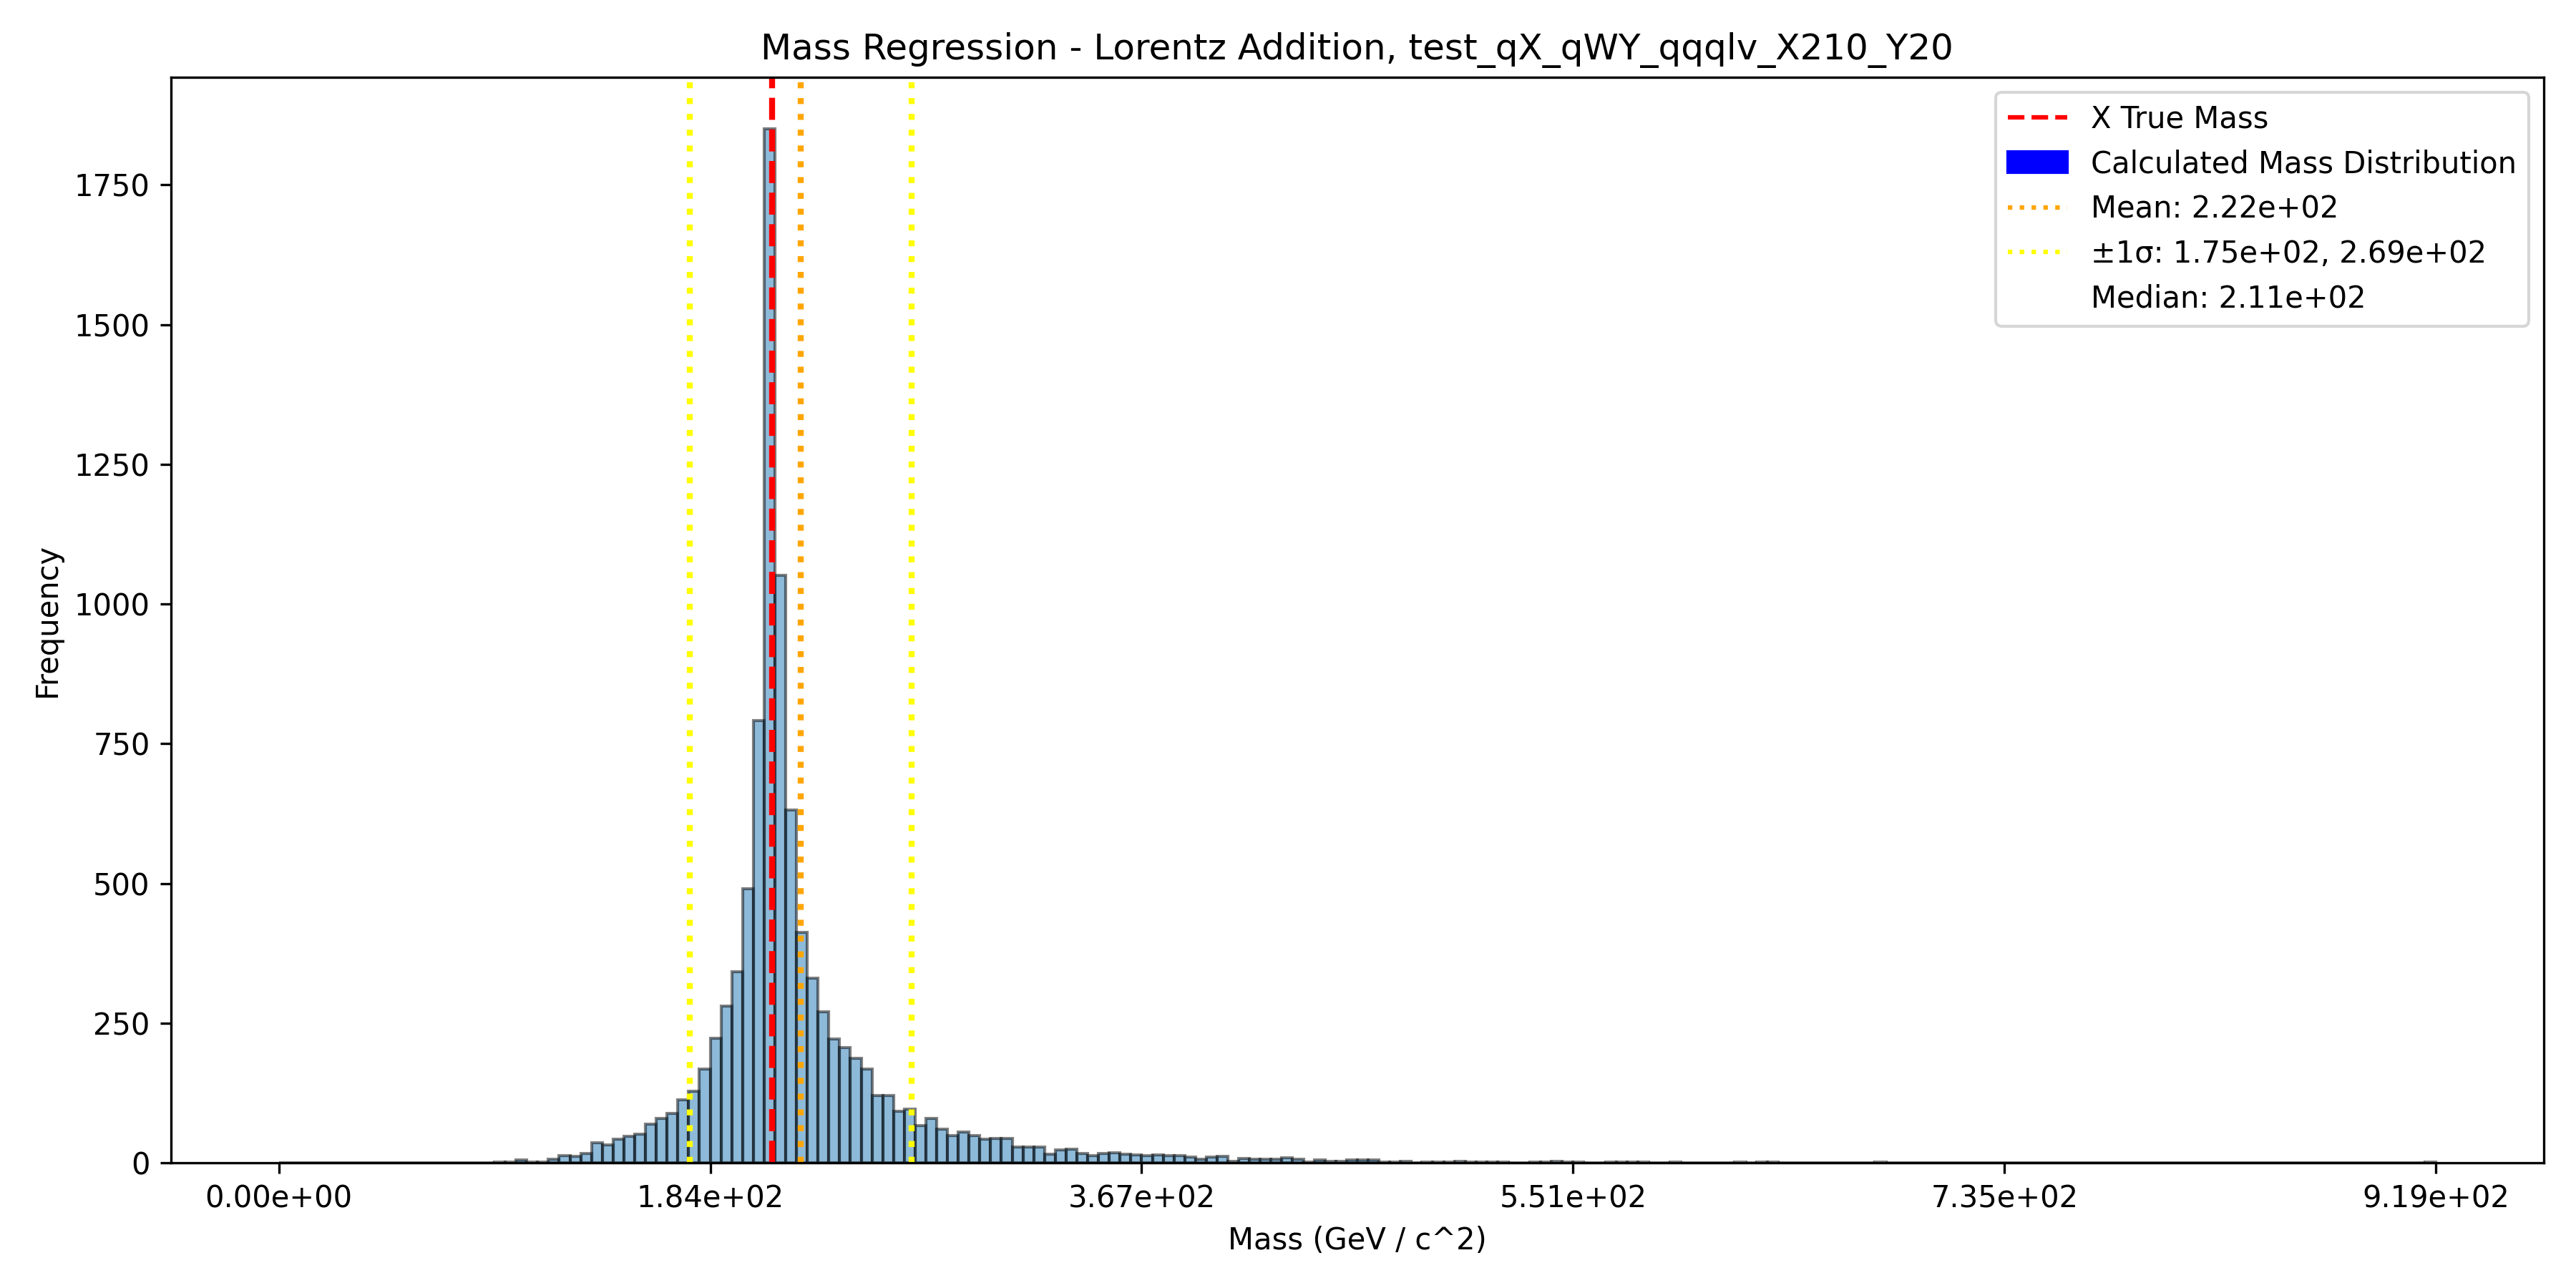 Mass Regression - Lorentz Addition, test_qX_qWY_qqqlv_X210_Y20
X True Mass
Calculated Mass Distribution
Mean: 2.22e+02
±1σ: 1.75e+02, 2.69e+02
Median: 2.11e+02
Frequency
1750
1500
1250
1000
750
500
250
0
0.00e+00 1.84e+02 3.67e+02 5.51e+02 7.35e+02 9.19e+02
Mass (GeV / c^2)